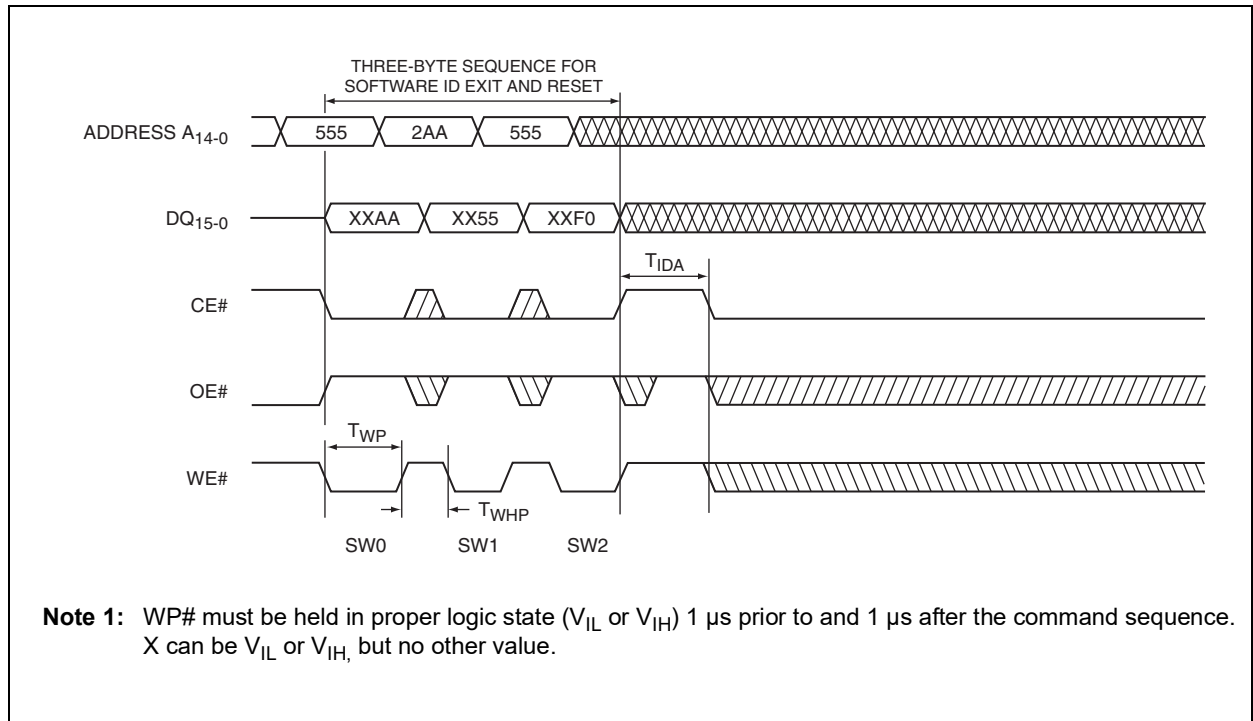 THREE-BYTE SEQUENCE FOR
SOFTWARE ID EXIT AND RESET
ADDRESS A14-0
555
2AA
555
DQ15-0
XXAA
XX55
XXF0
TIDA
CE#
OE#
TWP
WE#
TWHP
SW0
SW1
SW2
Note 1: WP# must be held in proper logic state (VIL or VIH) 1 µs prior to and 1 µs after the command sequence.
X can be VIL or VIH, but no other value.